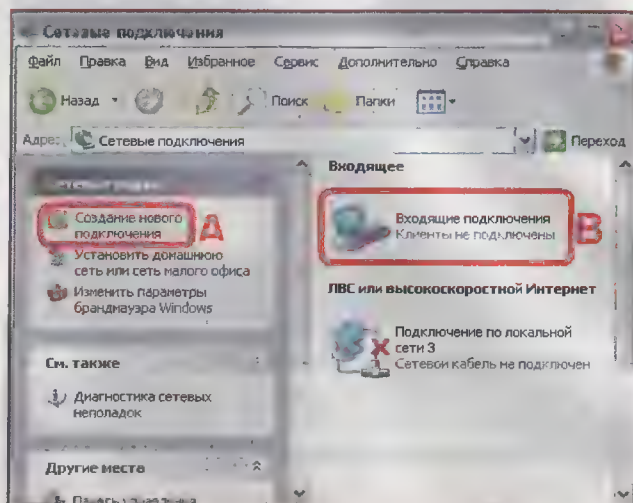 Сетевые подключения
Файл Правка Вид Избранное Сервис Дополнительно Справка
Назад Поиск Папки
Адрес: Сетевые подключения Переход
Создание нового
подключения
A
Установить домашнюю
сеть или сеть малого офиса
Изменить параметры
брандмауэра Windows
См. также
Диагностика сетевых
неполадок
Другие места
Входящее
Входящие подключения
Клиенты не подключены
B
ЛВС или высокоскоростной Интернет
Подключение по локальной
сети 3
Сетевой кабель не подключен